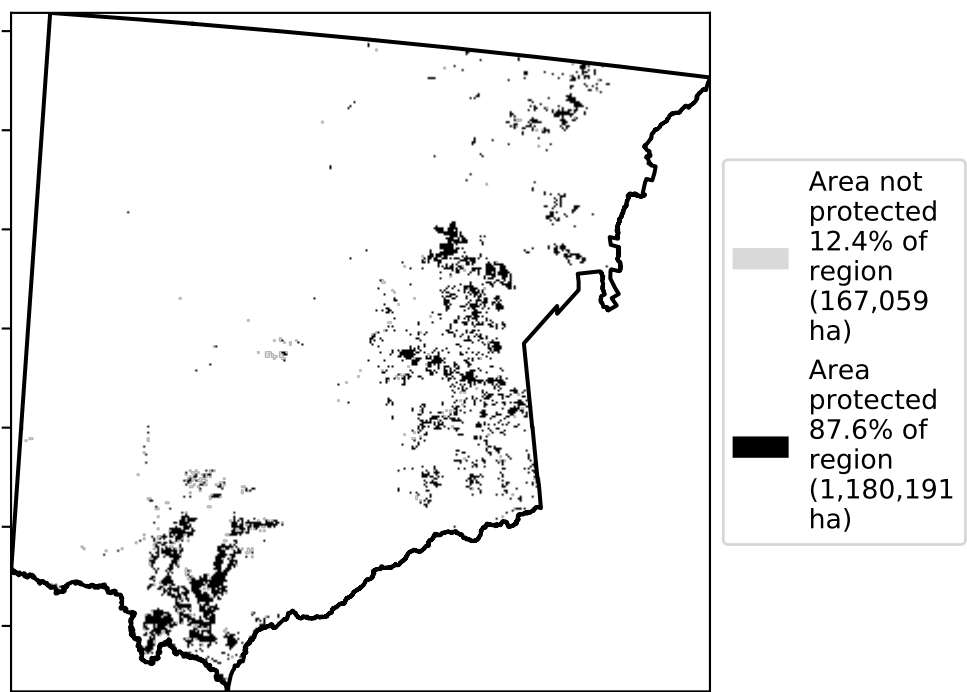 Area not
protected
12.4% of
region
(167,059
ha)
Area
protected
87.6% of
region
(1,180,191
ha)